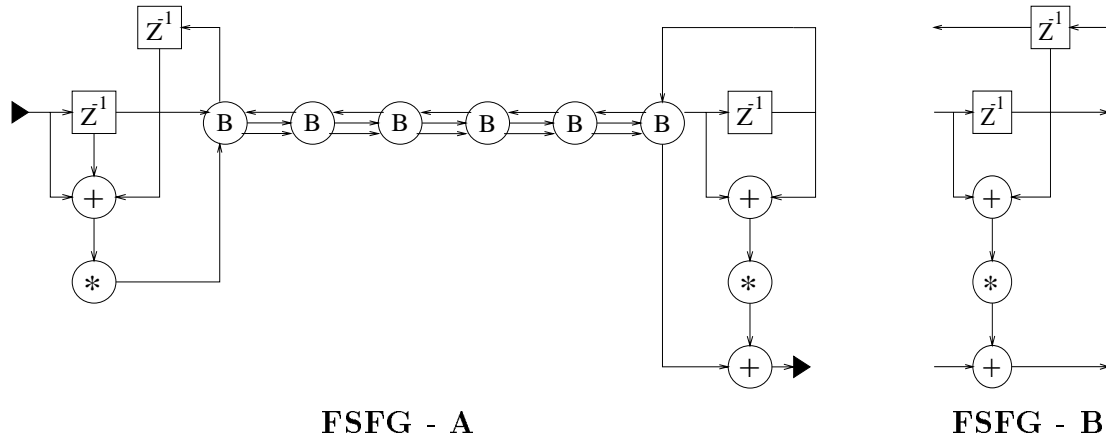 Z-1
Z-1
Z-1
B B B B B B
Z-1
Z-1
+
+
+
*
*
*
+
+
FSFG - A
FSFG - B